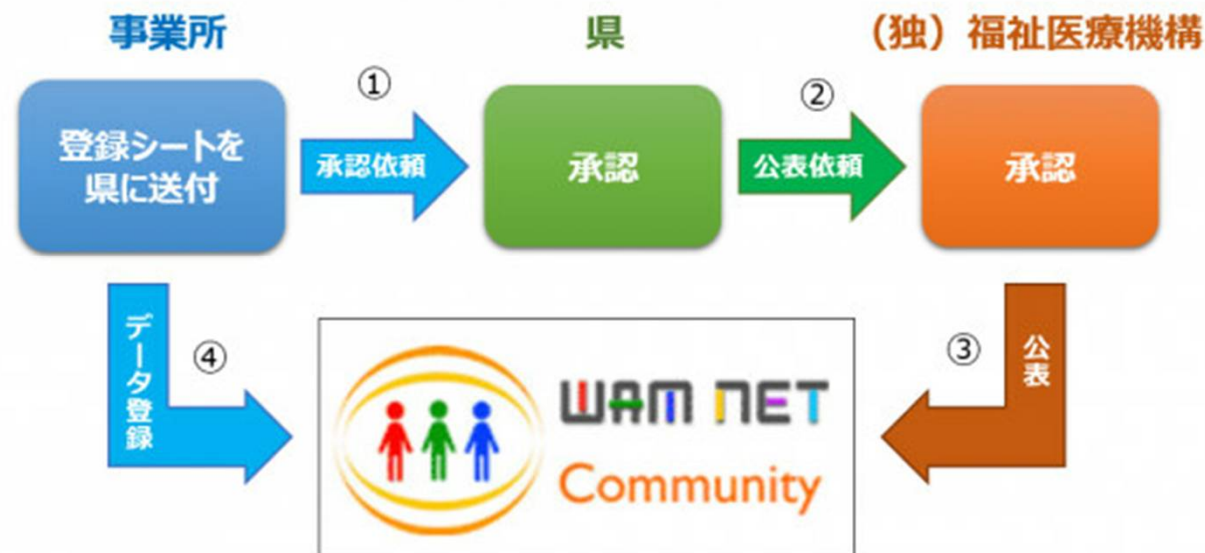 事業所
県
（独）福祉医療機構
登録シートを
県に送付
①
承認依頼
承認
②
公表依頼
承認
データ登録
④
WAM NET
Community
③
公表